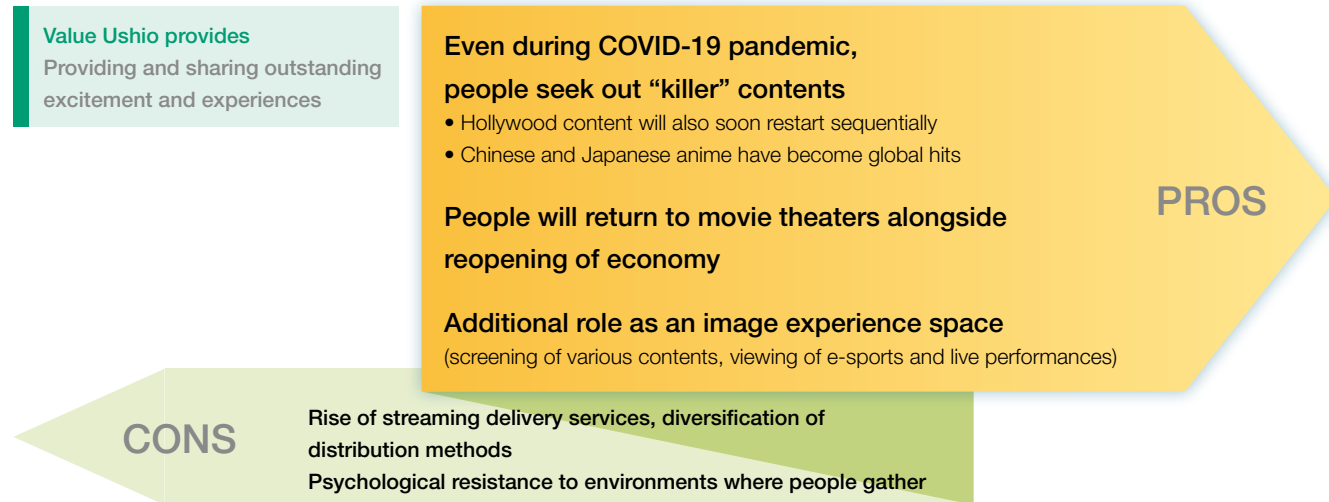 Value Ushio provides
Providing and sharing outstanding
excitement and experiences
Even during COVID-19 pandemic,
people seek out “killer” contents
• Hollywood content will also soon restart sequentially
• Chinese and Japanese anime have become global hits
People will return to movie theaters alongside
reopening of economy
Additional role as an image experience space
(screening of various contents, viewing of e-sports and live performances)
PROS
CONS
Rise of streaming delivery services, diversification of
distribution methods
Psychological resistance to environments where people gather